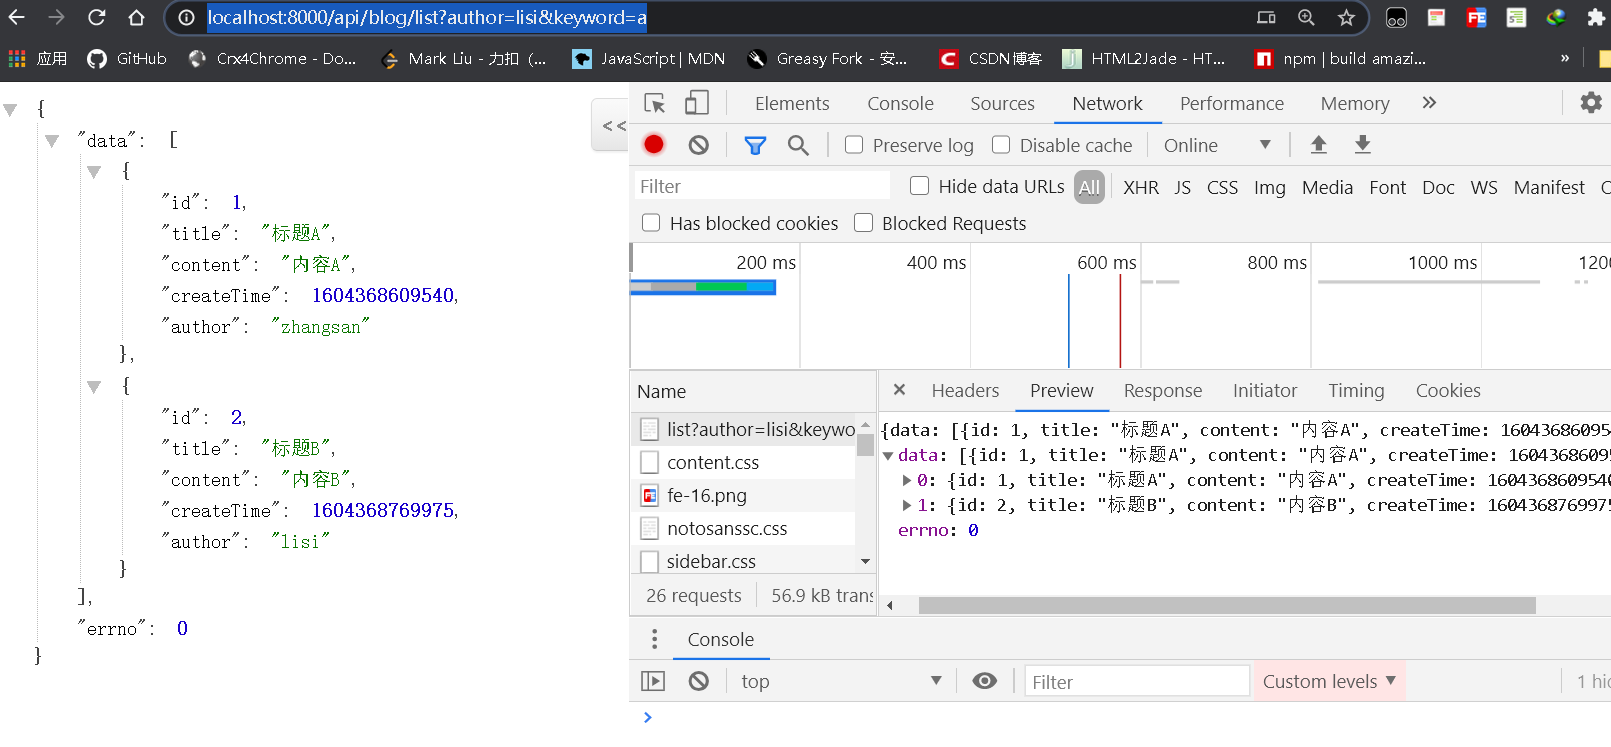 localhost:8000/api/blog/list?author=lisi&keyword=a
应用 GitHub Crx4Chrome - Do... Mark Liu - 力扣 (... JavaScript | MDN Greasy Fork - 安... CSDN博客 HTML2Jade - HT... npm | build amazi... »
{
"data": [
{
"id": 1,
"title": "标题A",
"content": "内容A",
"createTime": 1604368609540,
"author": "zhangsan"
},
{
"id": 2,
"title": "标题B",
"content": "内容B",
"createTime": 1604368769975,
"author": "lisi"
}
],
"errno": 0
}
<<
Elements Console Sources Network Performance Memory »
Preserve log Disable cache Online
Filter Hide data URLs All XHR JS CSS Img Media Font Doc WS Manifest
Has blocked cookies Blocked Requests
200 ms 400 ms 600 ms 800 ms 1000 ms 1200
Name
list?author=lisi&keywo
content.css
fe-16.png
notosanssc.css
sidebar.css
26 requests 56.9 kB trans
× Headers Preview Response Initiator Timing Cookies
{data: [{id: 1, title: "标题A", content: "内容A", createTime: 160436860954
data: [{id: 1, title: "标题A", content: "内容A", createTime: 16043686095
0: {id: 1, title: "标题A", content: "内容A", createTime: 1604368609540
1: {id: 2, title: "标题B", content: "内容B", createTime: 1604368769975
errno: 0
Console
top Filter Custom levels 1 hid